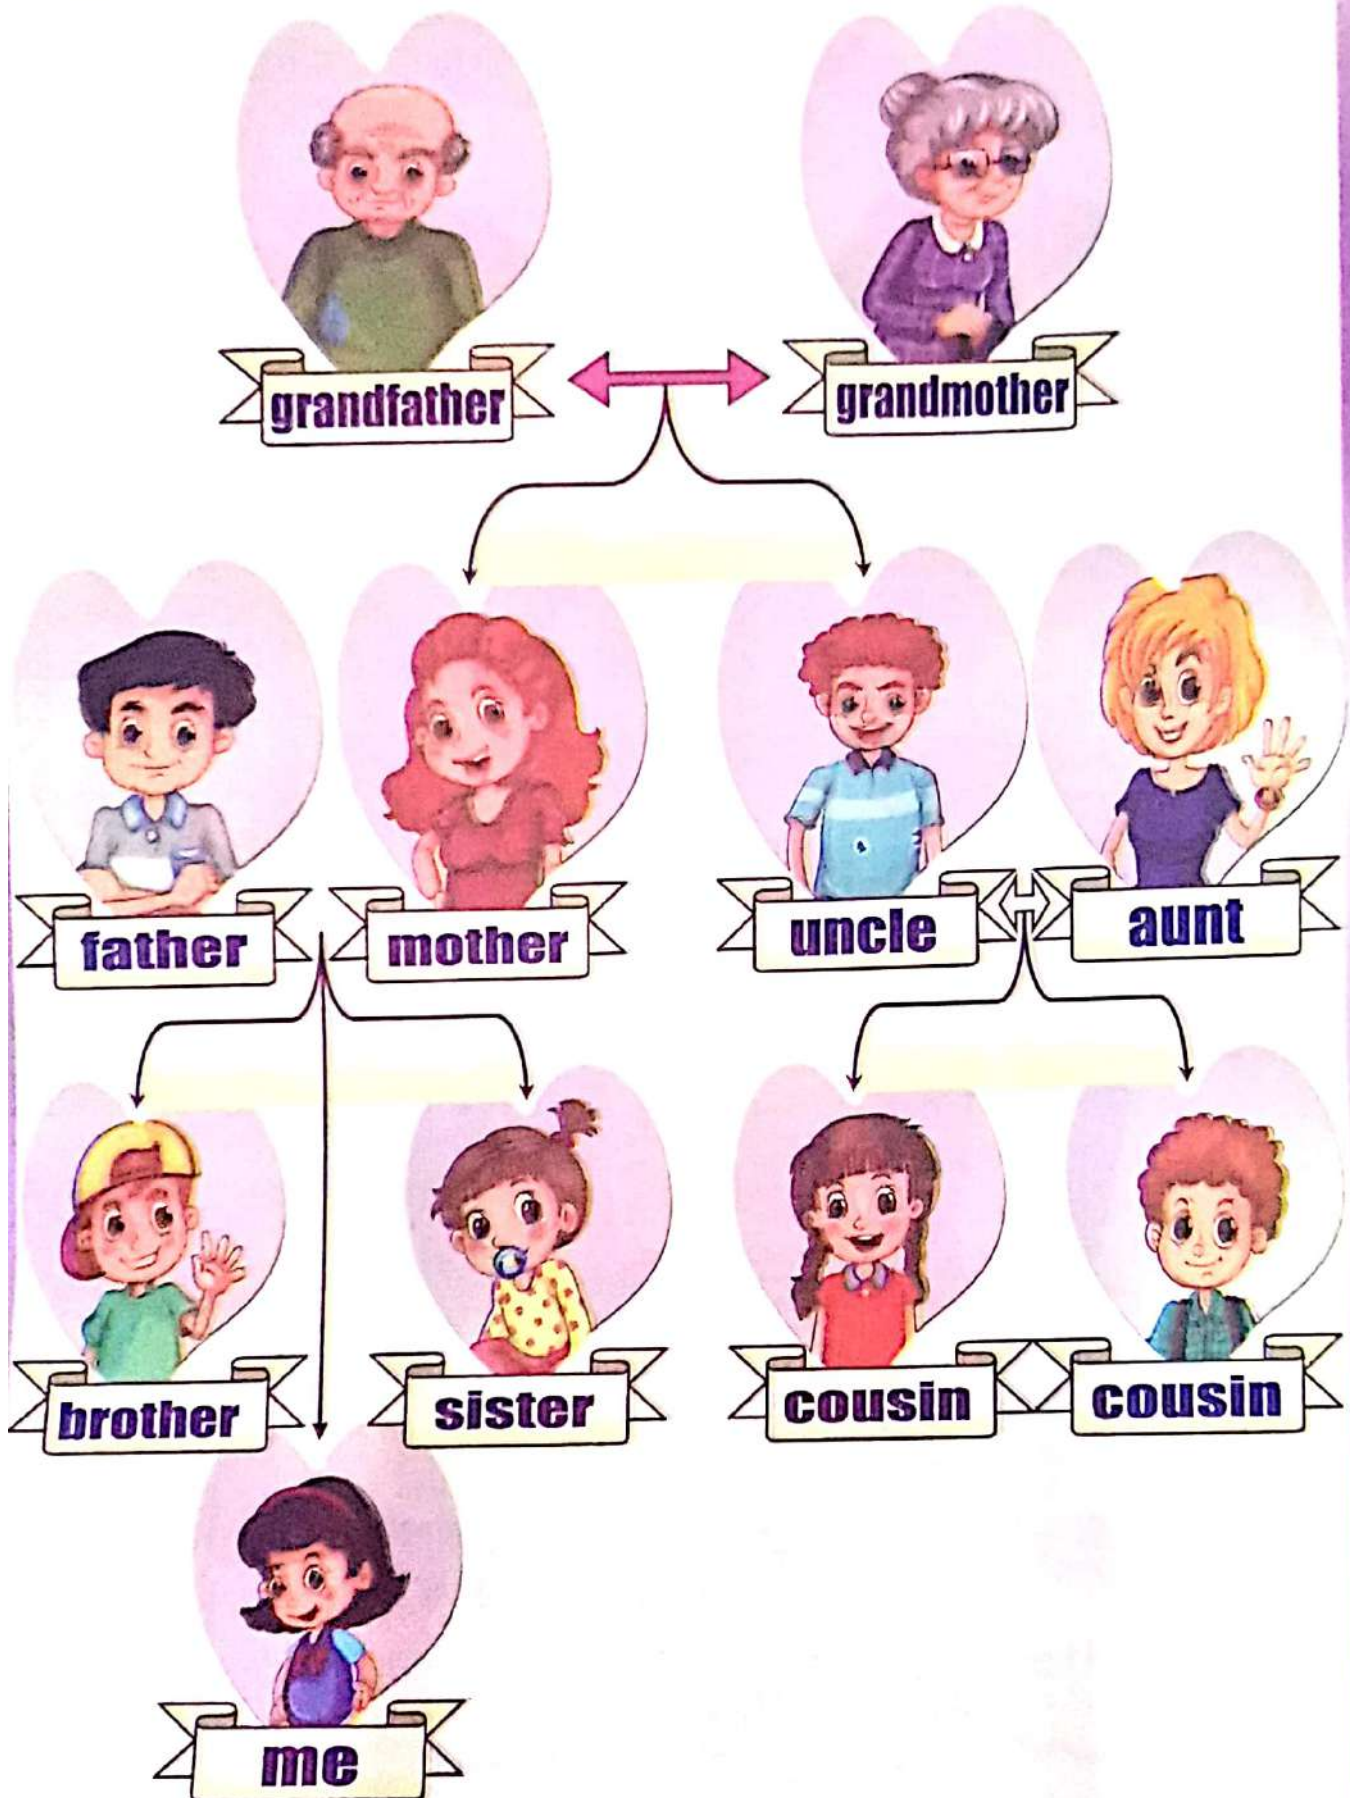 grandfather
grandmother
father
mother
uncle
aunt
brother
sister
cousin
cousin
me